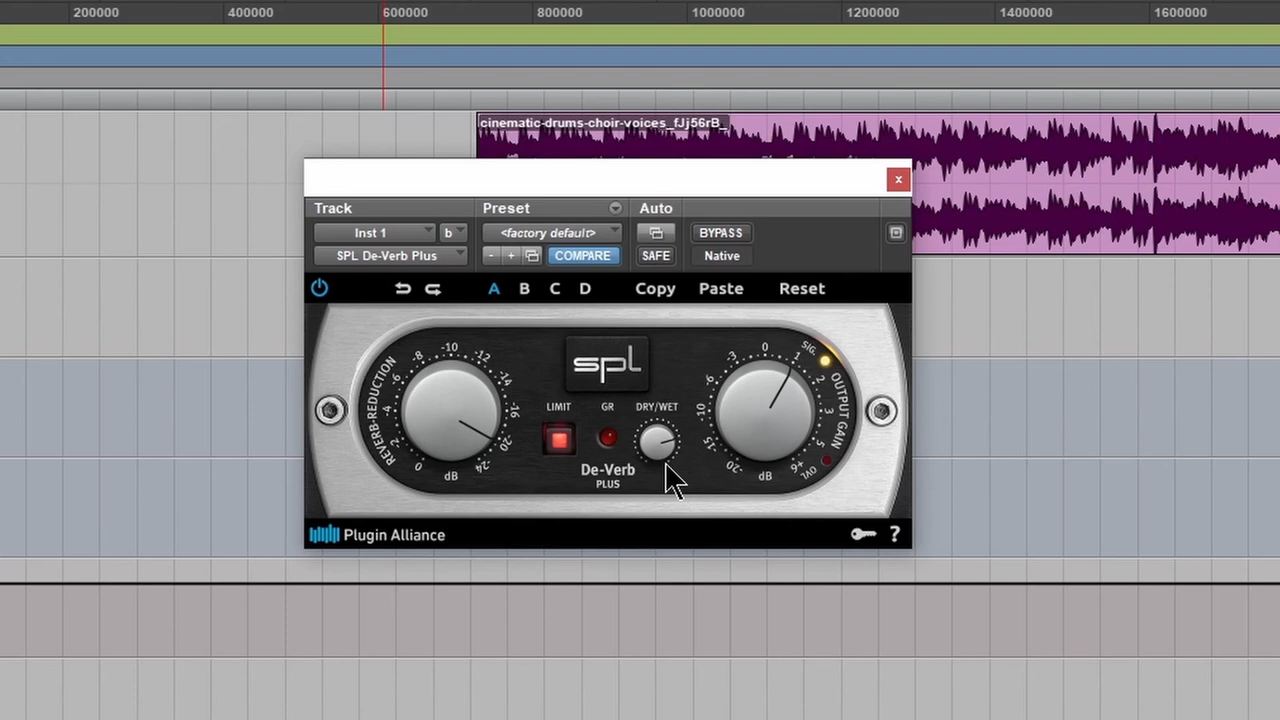 200000 400000 600000 800000 1000000 1200000 1400000 1600000
cinematic-drums-choir-voices_fJj56rB_
x
Track Preset Auto
Inst 1 b <factory default> BYPASS
SPL De-Verb Plus - + COMPARE SAFE Native
A B C D Copy Paste Reset
REVERB-REDUCTION
0 2 -4 -6 -8 -10 -12 -14 -16 -20 -24
dB
spl
LIMIT GR DRY/WET
De-Verb
PLUS
SIG.
-20 -15 -10 -6 -3 0 1 2 3 5 +6
OUTPUT GAIN
OVL
dB
Plugin Alliance ?